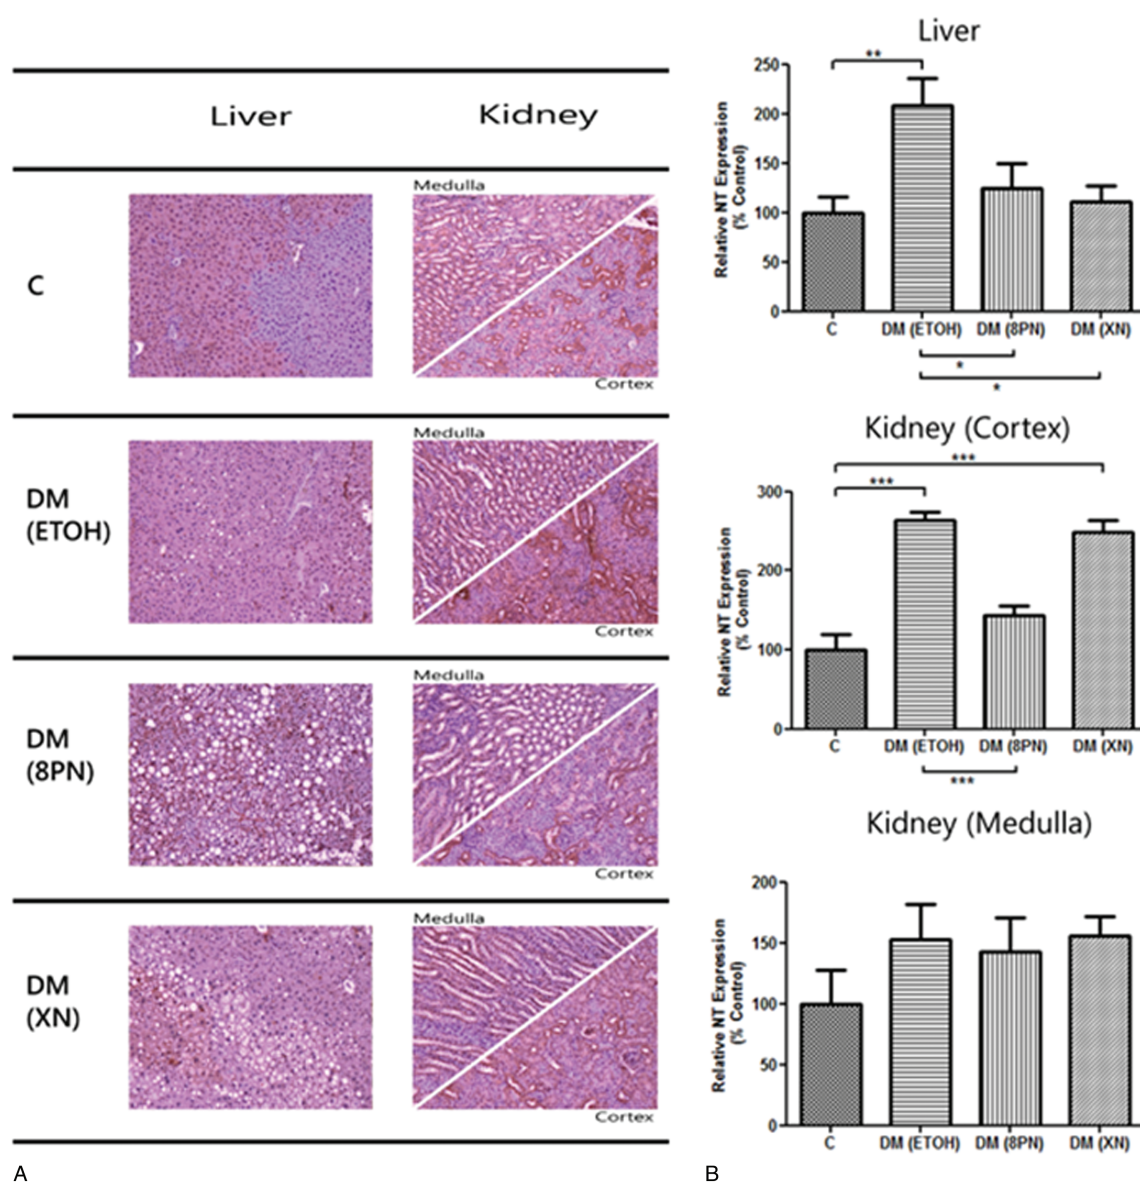 Liver Kidney
C
Medulla
Cortex
DM
(ETOH)
Medulla
Cortex
DM
(8PN)
Medulla
Cortex
DM
(XN)
Medulla
Cortex
A
Liver
Relative NT Expression
(% Control)
250
200
150
100
50
0
**
C DM (ETOH) DM (8PN) DM (XN)
*
*
Kidney (Cortex)
Relative NT Expression
(% Control)
300
200
100
0
***
***
C DM (ETOH) DM (8PN) DM (XN)
***
Kidney (Medulla)
Relative NT Expression
(% Control)
200
150
100
50
0
C DM (ETOH) DM (8PN) DM (XN)
B